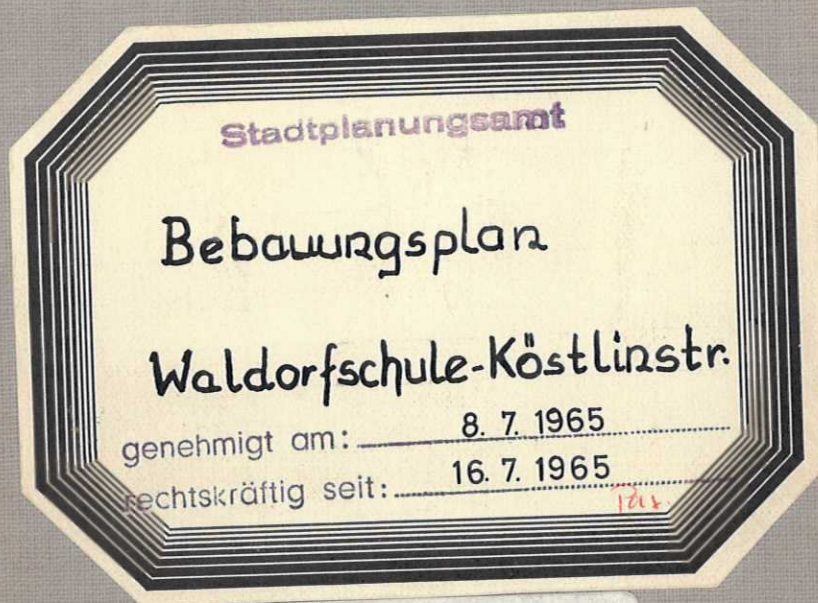 Stadtplanungsamt
Bebauungsplan
Waldorfschule-Köstlinstr.
genehmigt am: 8. 7. 1965
rechtskräftig seit: 16. 7. 1965